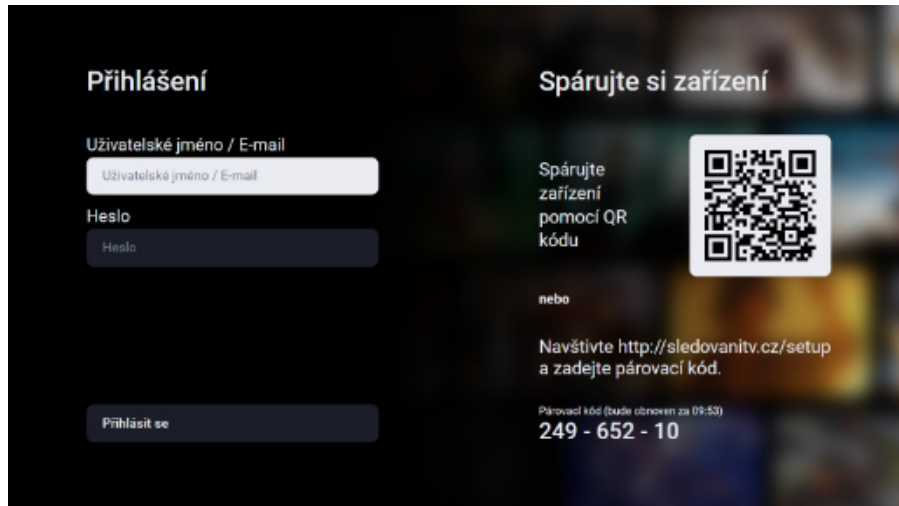 Přihlášení
Uživatelské jméno / E-mail
Uživatelské jméno / E-mail
Heslo
Heslo
Přihlásit se
Spárujte si zařízení
Spárujte
zařízení
pomocí QR
kódu
nebo
Navštivte http://sledovanitv.cz/setup
a zadejte párovací kód.
Párovací kód (bude obnoven za 09:53)
249 - 652 - 10